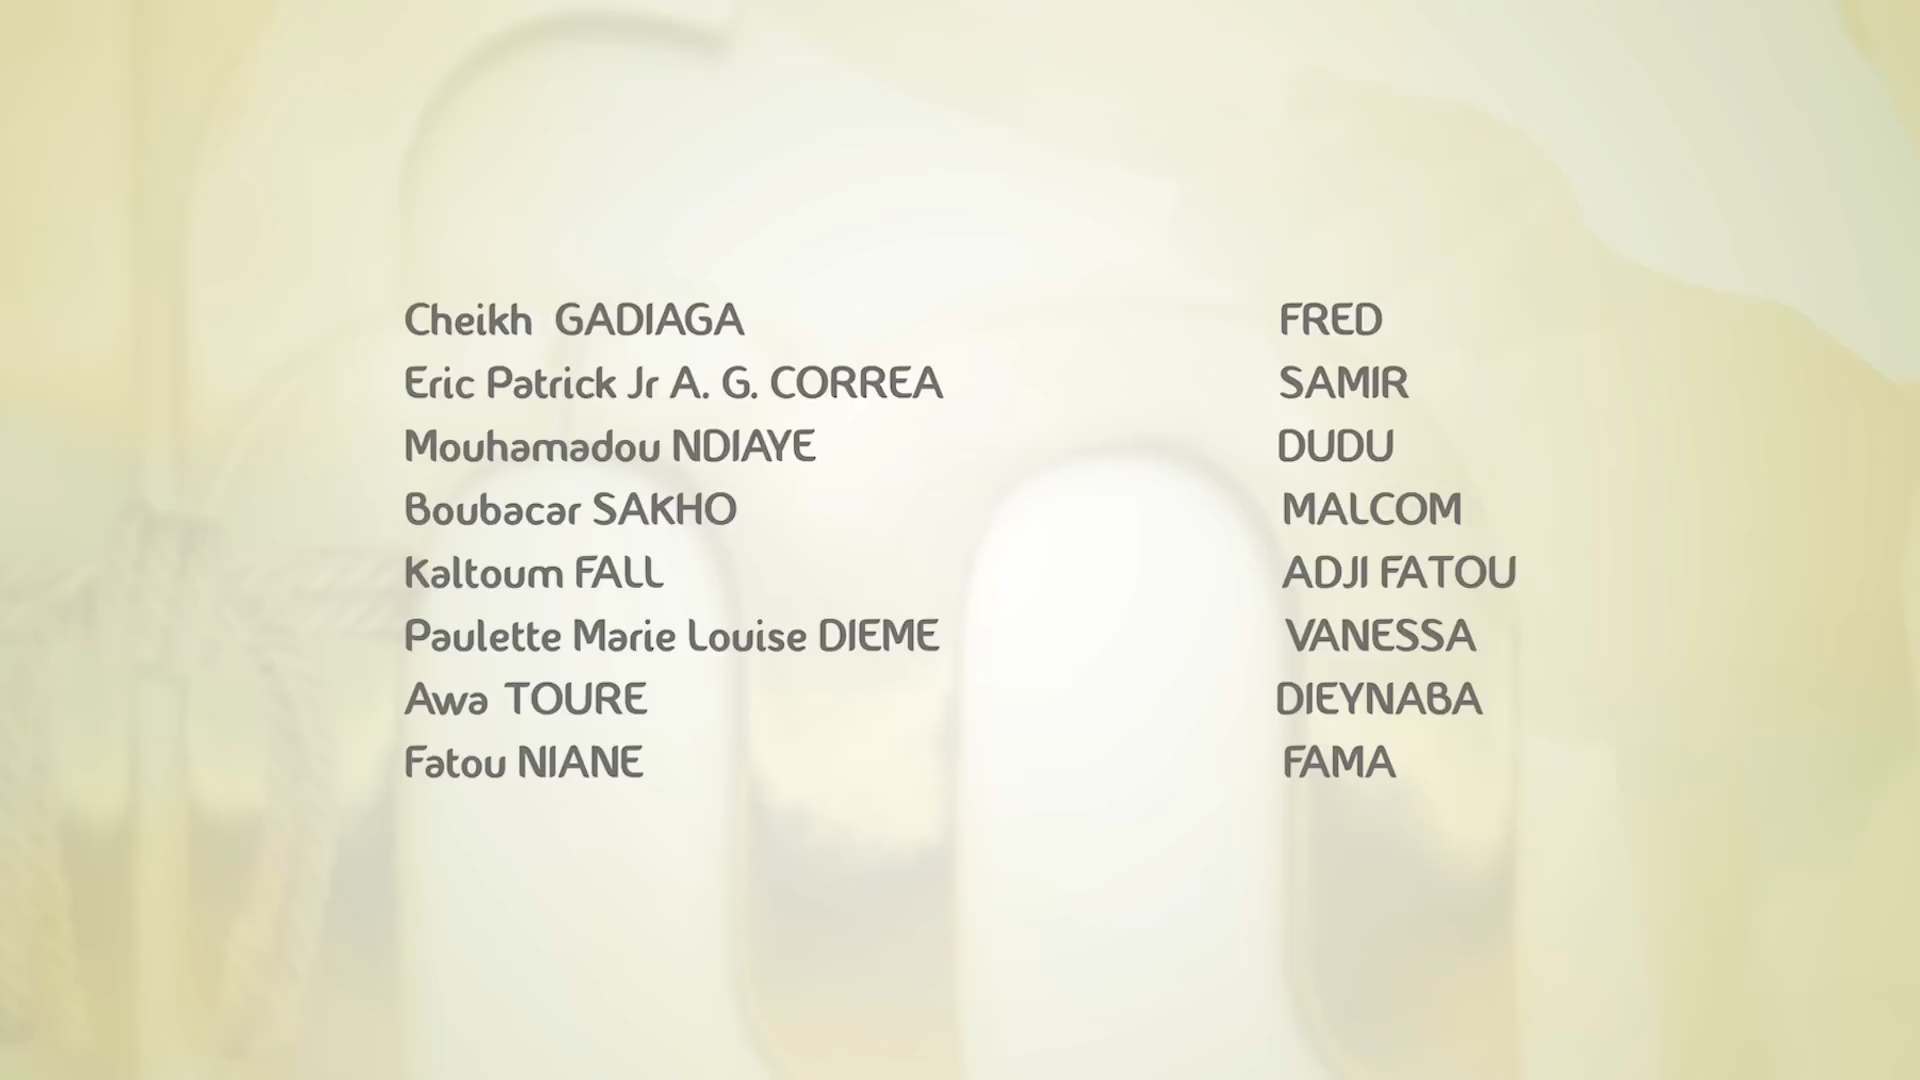 Cheikh GADIAGA FRED
Eric Patrick Jr A. G. CORREA SAMIR
Mouhamadou NDIAYE DUDU
Boubacar SAKHO MALCOM
Kaltoum FALL ADJI FATOU
Paulette Marie Louise DIEME VANESSA
Awa TOURE DIEYNABA
Fatou NIANE FAMA